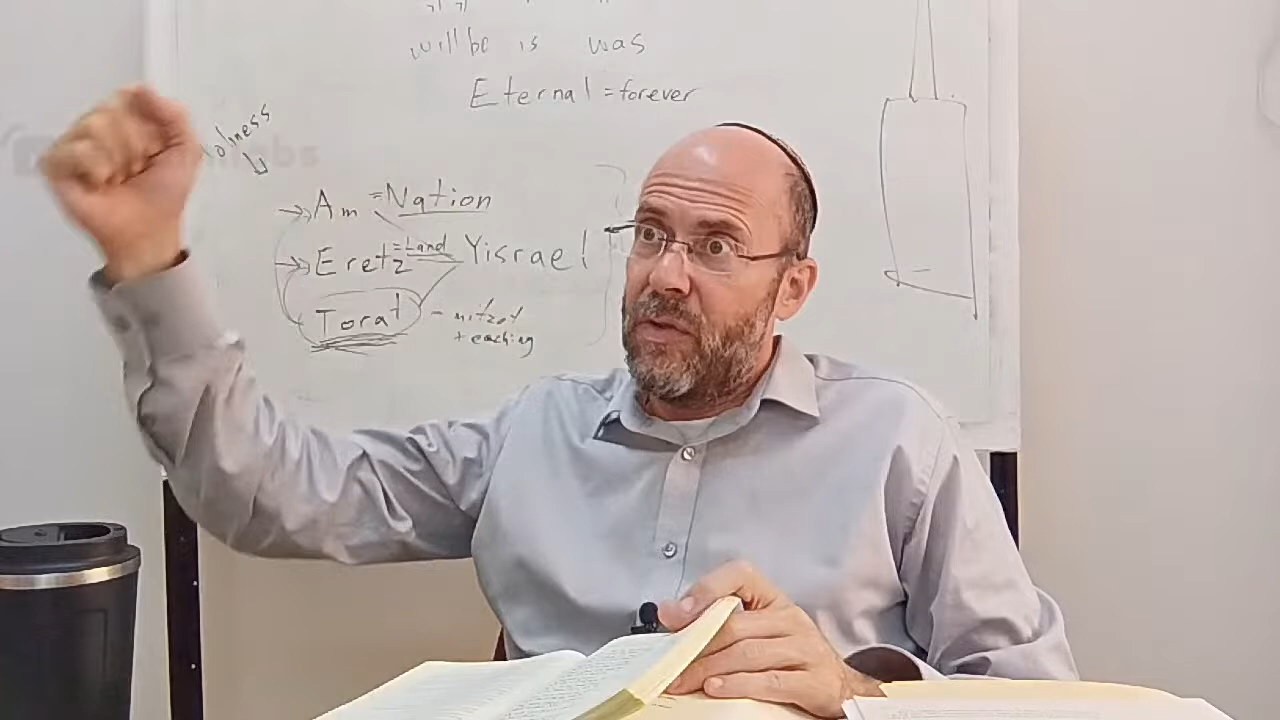 will be is was
Eternal = forever
Am = Nation
Eretz = Land Yisrael
Torat - mitzot
teaching